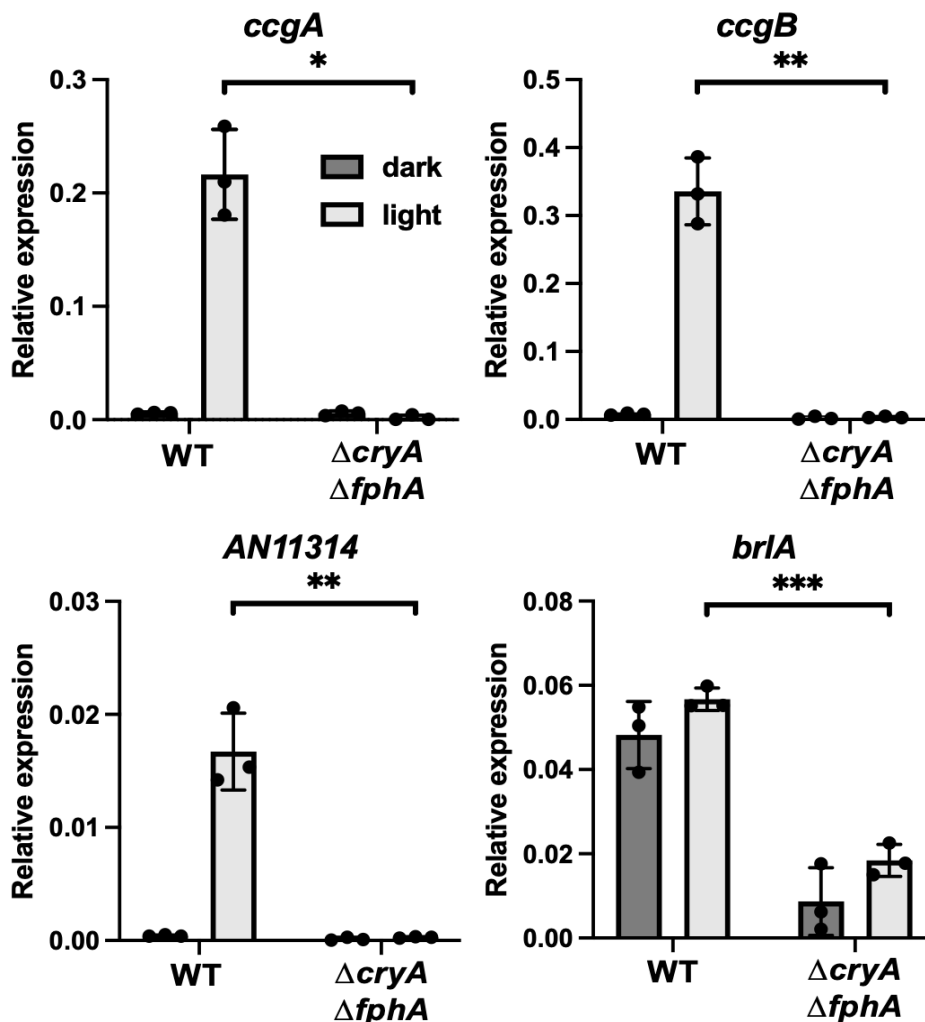 ccgA
*
0.3
0.2
0.1
0.0
Relative expression
dark
light
WT
ΔcryA
ΔfphA
ccgB
**
0.5
0.4
0.3
0.2
0.1
0.0
Relative expression
WT
ΔcryA
ΔfphA
AN11314
**
0.03
0.02
0.01
0.00
Relative expression
WT
ΔcryA
ΔfphA
brlA
***
0.08
0.06
0.04
0.02
0.00
Relative expression
WT
ΔcryA
ΔfphA